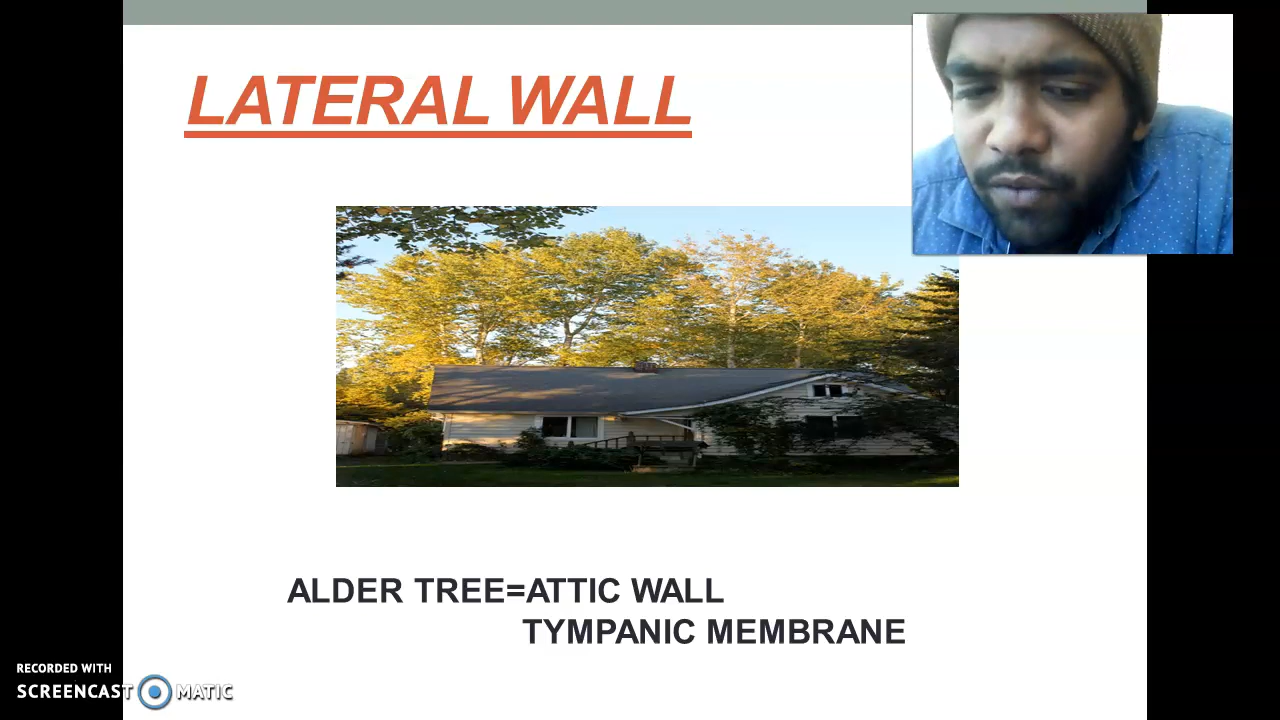 LATERAL WALL
ALDER TREE=ATTIC WALL
TYMPANIC MEMBRANE
RECORDED WITH
SCREENCAST MATIC